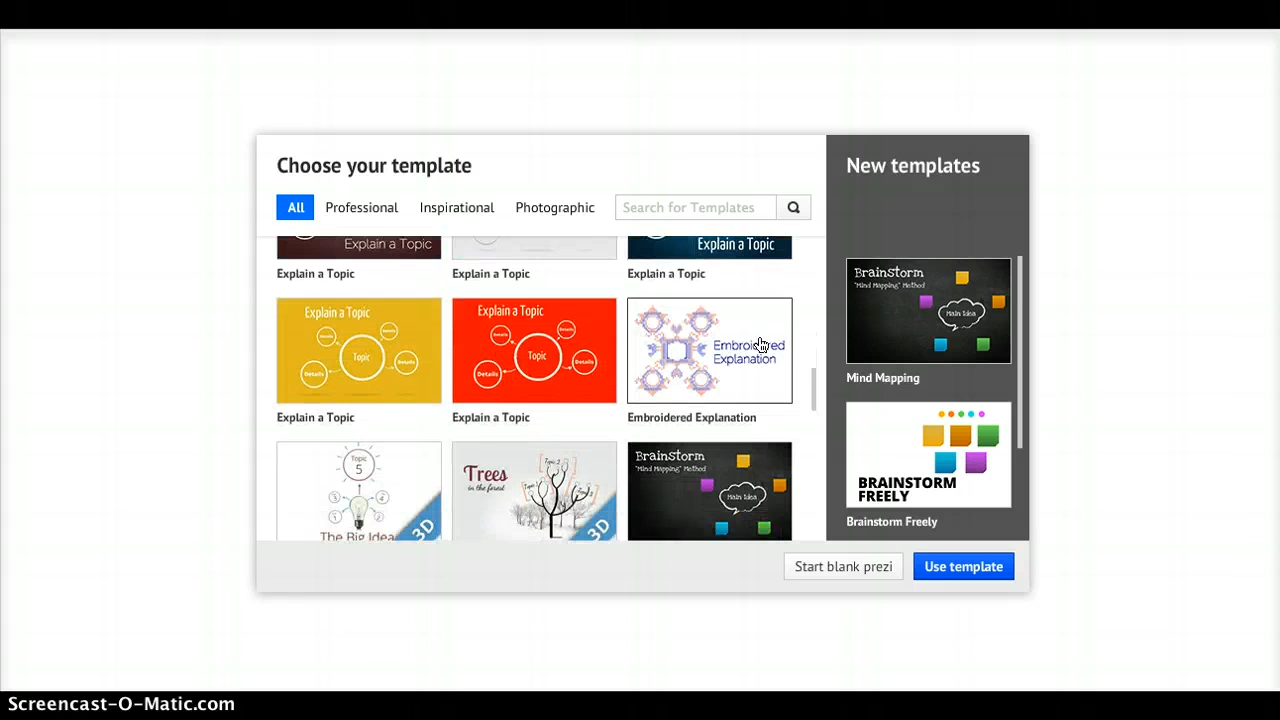 Choose your template
New templates
All Professional Inspirational Photographic Search for Templates
Explain a Topic
Explain a Topic
Explain a Topic Explain a Topic Explain a Topic
Explain a Topic
Topic
Details
Details
Details
Explain a Topic
Topic
Details
Details
Details
Embroidered
Explanation
Explain a Topic Explain a Topic Embroidered Explanation
Topic
5
The Big Idea
3D
Trees
in the forest
Topic 2
3D
Brainstorm
"Mind Mapping" Method
Main Idea
Brainstorm
"Mind Mapping" Method
Main Idea
Mind Mapping
BRAINSTORM
FREELY
Brainstorm Freely
Start blank prezi Use template
Screencast-O-Matic.com